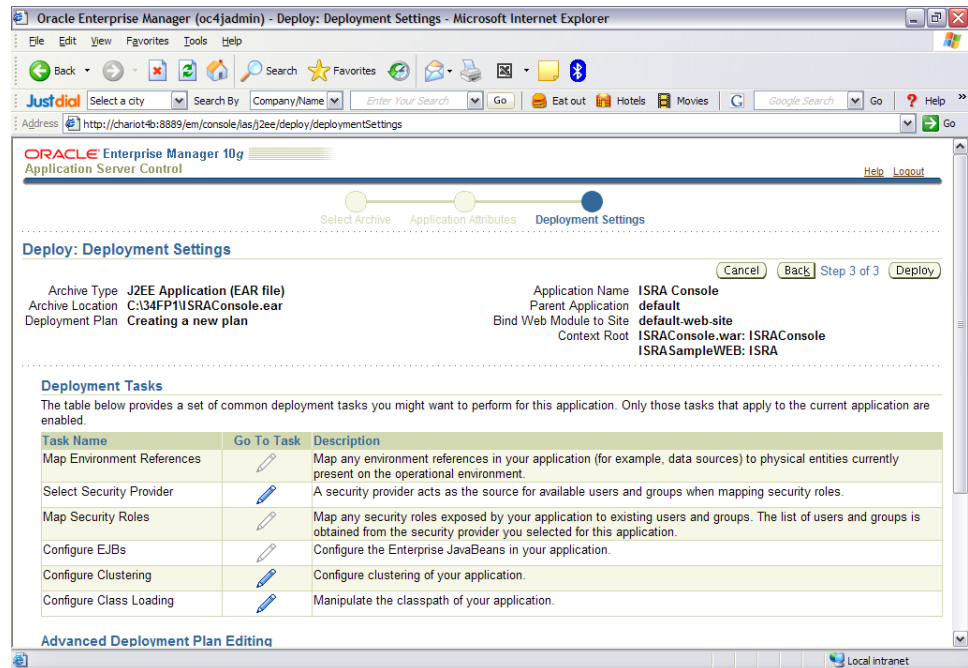 Oracle Enterprise Manager (oc4jadmin) - Deploy: Deployment Settings - Microsoft Internet Explorer
File Edit View Favorites Tools Help
Back Search Favorites
Justdial Select a city Search By Company/Name Enter Your Search Go Eat out Hotels Movies G Google Search Go ? Help »
Address http://chariot4b:8889/em/console/ias/j2ee/deploy/deploymentSettings Go
ORACLE Enterprise Manager 10g
Application Server Control
Help Logout
Select Archive Application Attributes Deployment Settings
Deploy: Deployment Settings
Cancel Back Step 3 of 3 Deploy
Archive Type J2EE Application (EAR file)
Archive Location C:\34FP1\ISRAConsole.ear
Deployment Plan Creating a new plan
Application Name ISRA Console
Parent Application default
Bind Web Module to Site default-web-site
Context Root ISRAConsole.war: ISRAConsole
ISRASampleWEB: ISRA
Deployment Tasks
The table below provides a set of common deployment tasks you might want to perform for this application. Only those tasks that apply to the current application are
enabled.
Task Name Go To Task Description
Map Environment References Map any environment references in your application (for example, data sources) to physical entities currently
present on the operational environment.
Select Security Provider A security provider acts as the source for available users and groups when mapping security roles.
Map Security Roles Map any security roles exposed by your application to existing users and groups. The list of users and groups is
obtained from the security provider you selected for this application.
Configure EJBs Configure the Enterprise JavaBeans in your application.
Configure Clustering Configure clustering of your application.
Configure Class Loading Manipulate the classpath of your application.
Advanced Deployment Plan Editing
Local intranet